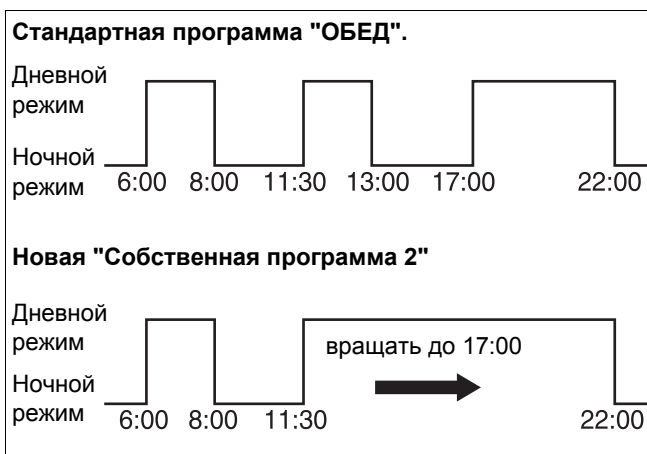 Стандартная программа "ОБЕД".
Дневной
режим
Ночной
режим
6:00 8:00 11:30 13:00 17:00 22:00
Новая "Собственная программа 2"
Дневной
режим
вращать до 17:00
Ночной
режим
6:00 8:00 11:30 22:00